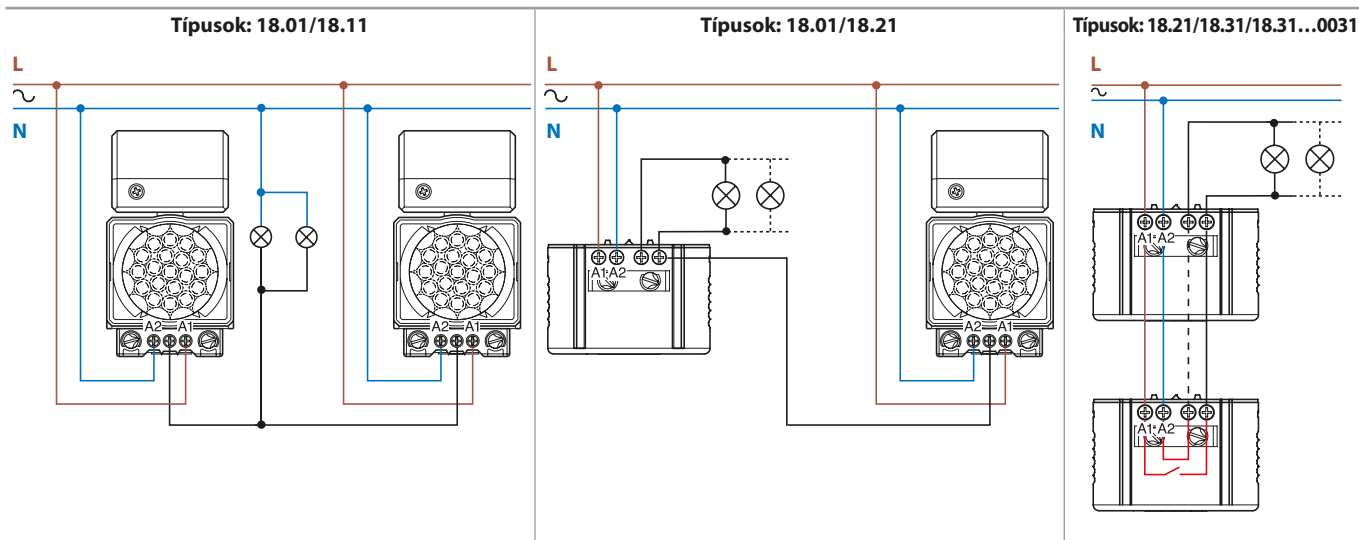 Típusok: 18.01/18.11
L
N
A2 A1
A2 A1
Típusok: 18.01/18.21
L
N
A1 A2
A2 A1
Típusok: 18.21/18.31/18.31...0031
L
N
A1 A2
A1 A2